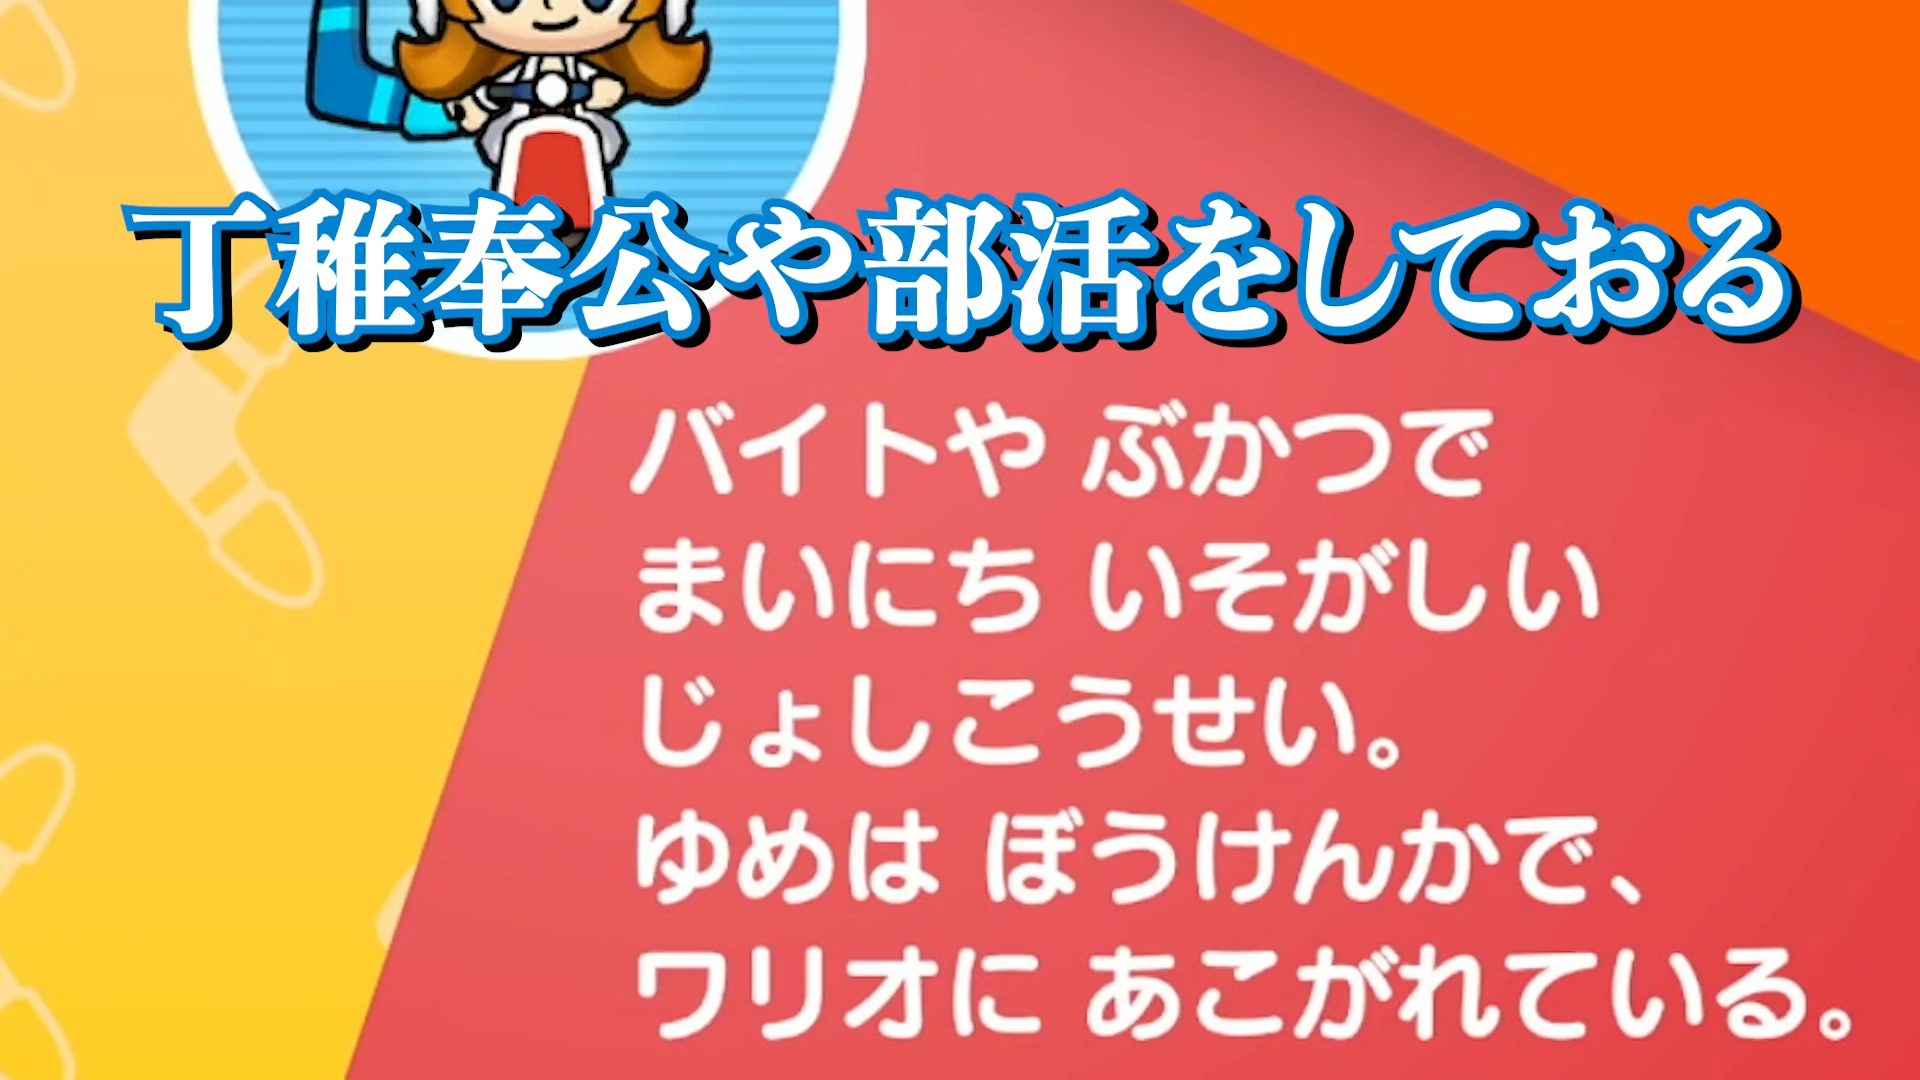 丁稚奉公や部活をしておる
バイトや ぶかつで
まいにち いそがしい
じょしこうせい。
ゆめは ぼうけんかで、
ワリオに あこがれている。